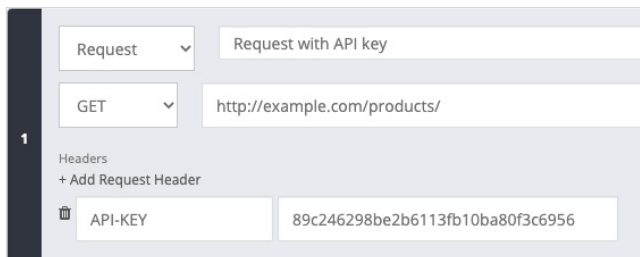 Request
Request with API key
GET
http://example.com/products/
1
Headers
+ Add Request Header
API-KEY
89c246298be2b6113fb10ba80f3c6956